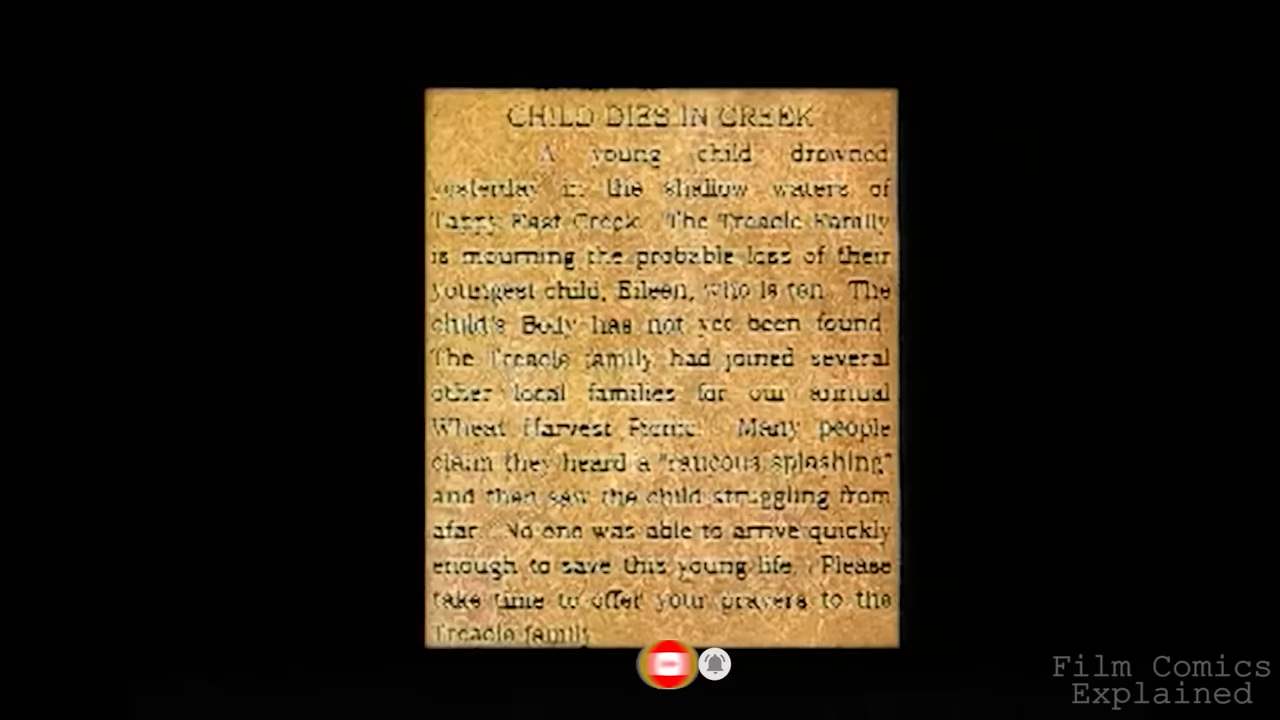 CHILD DIES IN CREEK
A young child drowned
yesterday in the shallow waters of
Tappy East Creek. The Treacle Family
is mourning the probable loss of their
youngest child, Eileen, who is ten. The
child's Body has not yet been found.
The Treacle family had joined several
other local families for our annual
Wheat Harvest Picnic. Many people
claim they heard a "raucous splashing"
and then saw the child struggling from
afar. No one was able to arrive quickly
enough to save this young life. Please
take time to offer your prayers to the
Treacle family
Film Comics
Explained